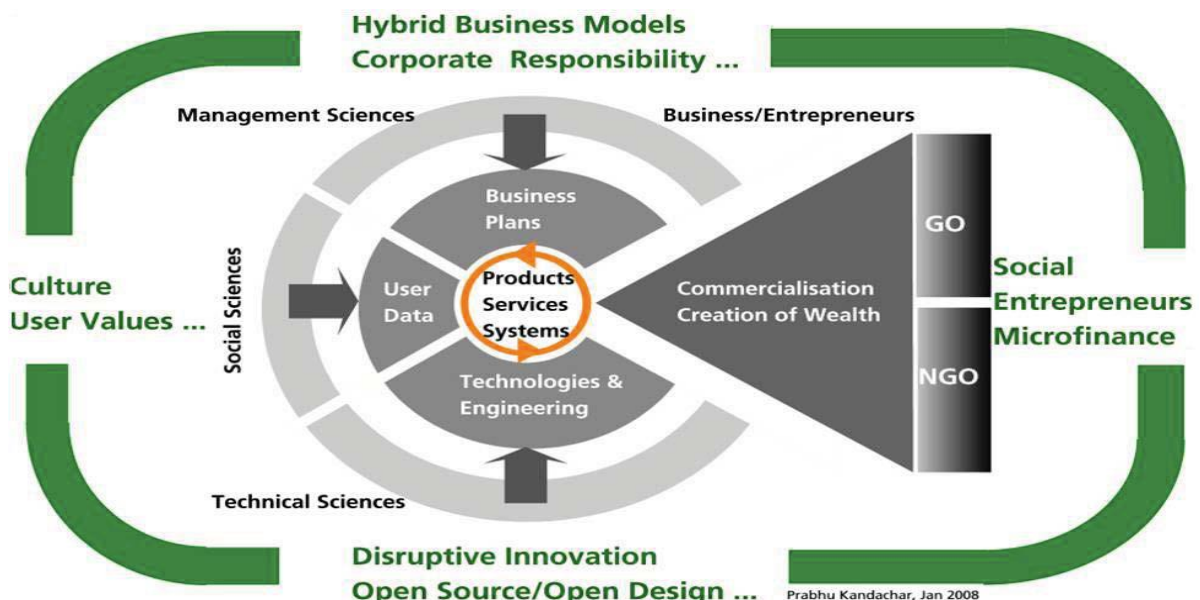 Hybrid Business Models
Corporate Responsibility ...
Management Sciences
Business/Entrepreneurs
Business
Plans
GO
Culture
User Values ...
Social Sciences
User
Data
Products
Services
Systems
Commercialisation
Creation of Wealth
Social
Entrepreneurs
Microfinance
Technologies &
Engineering
NGO
Technical Sciences
Disruptive Innovation
Open Source/Open Design ...
Prabhu Kandachar, Jan 2008